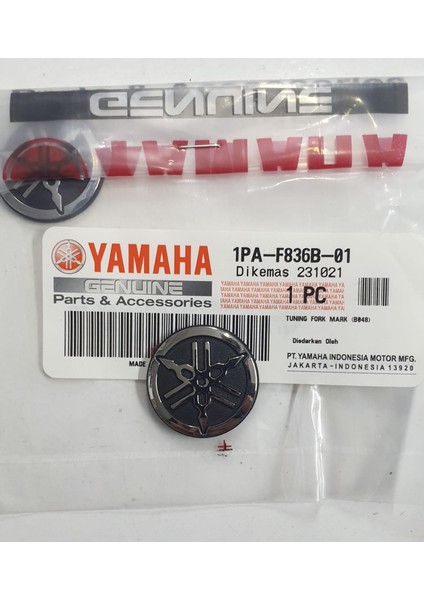 GENUINE
YAMAHA
YAMAHA
GENUINE
Parts & Accessories
1PA-F836B-01
Dikemas 231021
1 PC
TUNING FORK MARK (B048)
Diedarkan Oleh
PT. YAMAHA INDONESIA MOTOR MFG.
JAKARTA-INDONESIA 13920
MADE